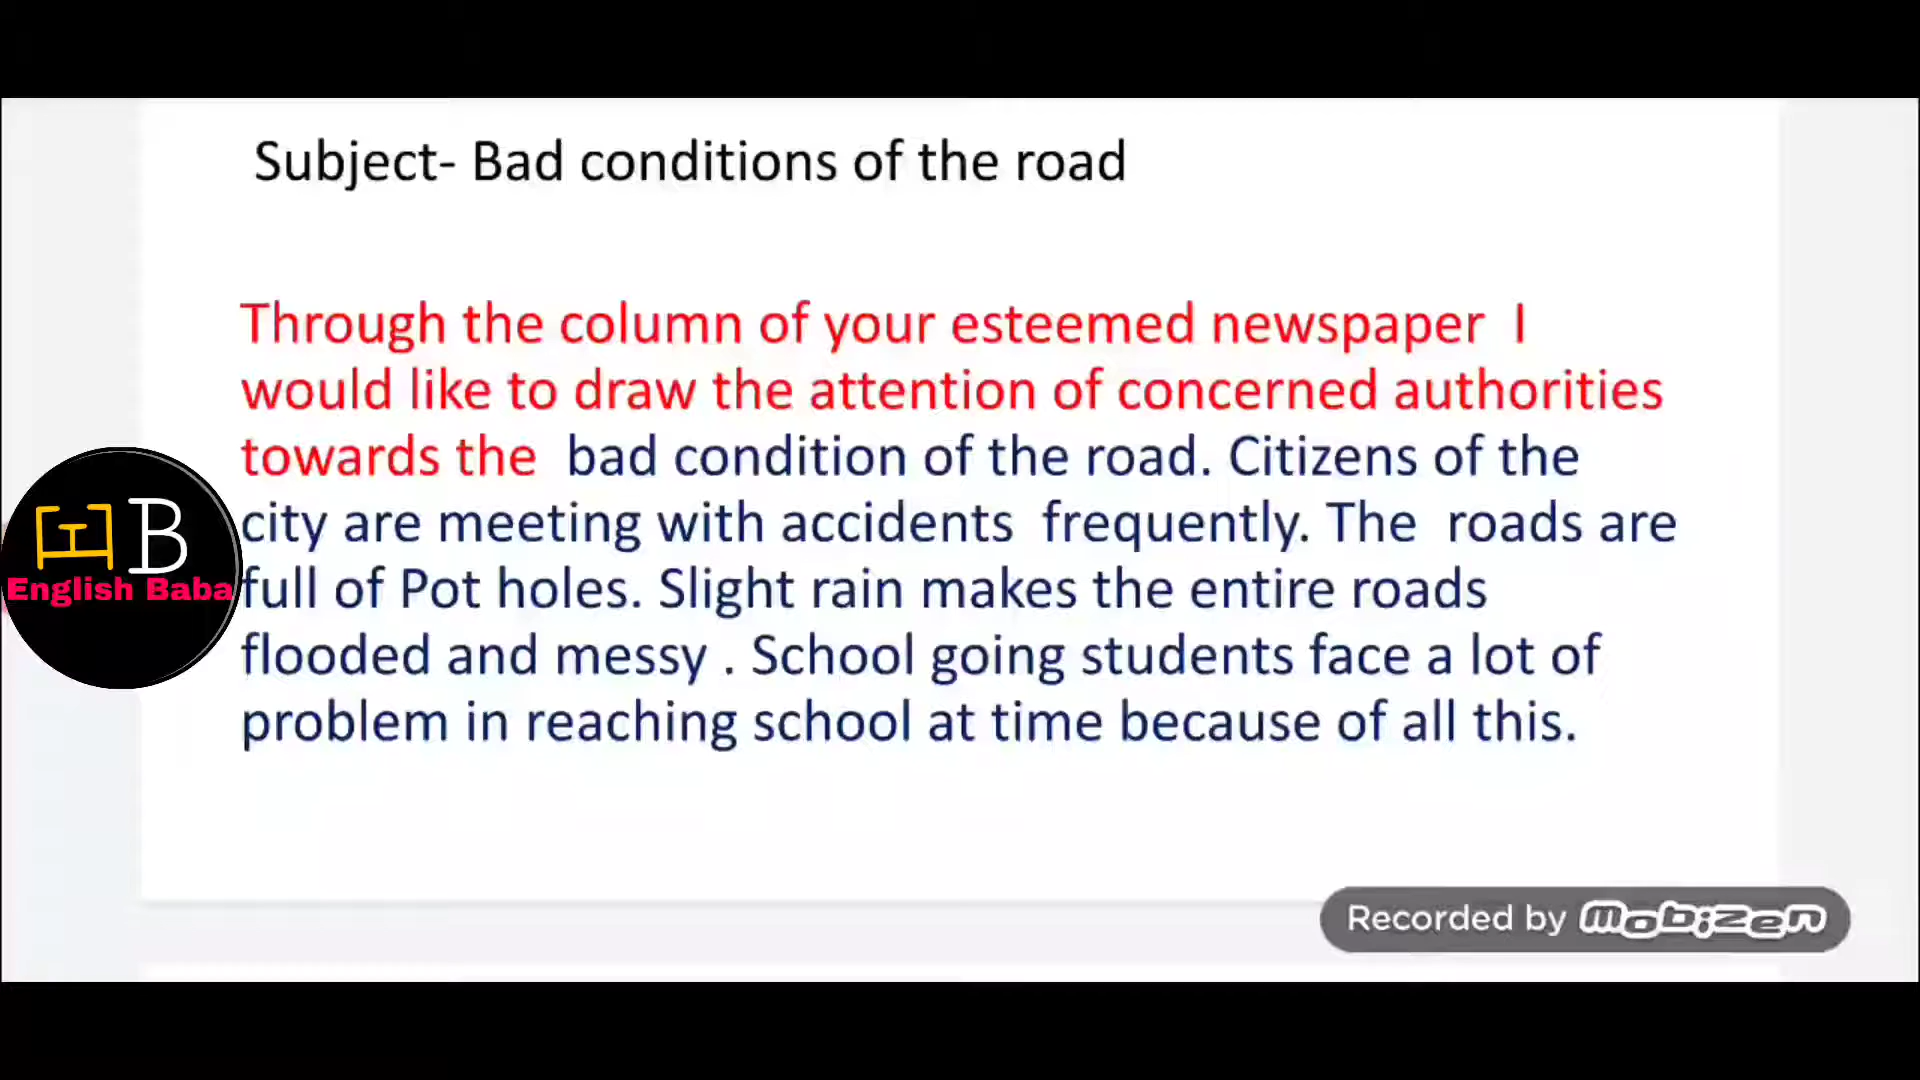 Subject- Bad conditions of the road
Through the column of your esteemed newspaper I
would like to draw the attention of concerned authorities
towards the bad condition of the road. Citizens of the
city are meeting with accidents frequently. The roads are
full of Pot holes. Slight rain makes the entire roads
flooded and messy . School going students face a lot of
problem in reaching school at time because of all this.
B
English Baba
Recorded by mobizen